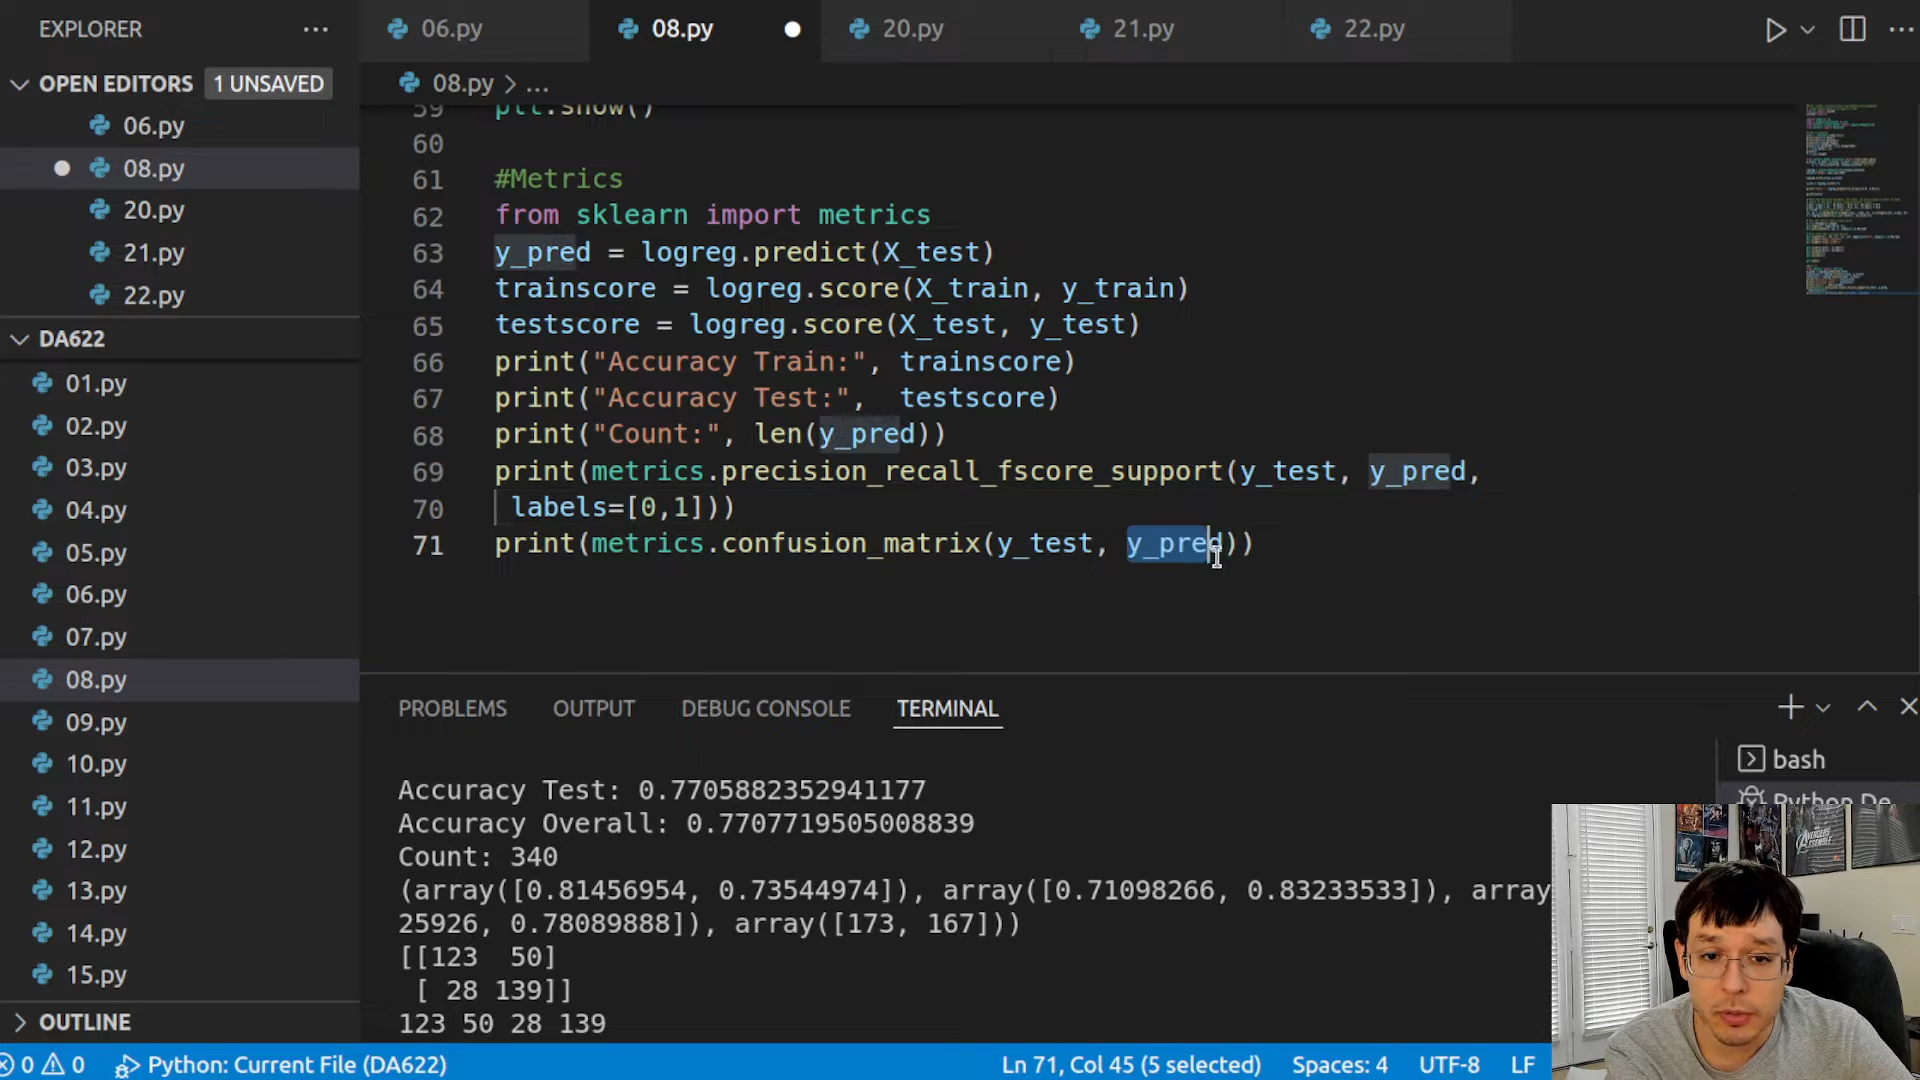 EXPLORER
OPEN EDITORS 1 UNSAVED
06.py
08.py
20.py
21.py
22.py
DA622
01.py
02.py
03.py
04.py
05.py
06.py
07.py
08.py
09.py
10.py
11.py
12.py
13.py
14.py
15.py
OUTLINE
06.py 08.py 20.py 21.py 22.py
08.py > ...
59 plt.show()
60
61 #Metrics
62 from sklearn import metrics
63 y_pred = logreg.predict(X_test)
64 trainscore = logreg.score(X_train, y_train)
65 testscore = logreg.score(X_test, y_test)
66 print("Accuracy Train:", trainscore)
67 print("Accuracy Test:",  testscore)
68 print("Count:", len(y_pred))
69 print(metrics.precision_recall_fscore_support(y_test, y_pred,
70  labels=[0,1]))
71 print(metrics.confusion_matrix(y_test, y_pred))
PROBLEMS OUTPUT DEBUG CONSOLE TERMINAL
bash
Python De
Accuracy Test: 0.7705882352941177
Accuracy Overall: 0.7707719505008839
Count: 340
(array([0.81456954, 0.73544974]), array([0.71098266, 0.83233533]), array
25926, 0.78089888]), array([173, 167]))
[[123  50]
 [ 28 139]]
123 50 28 139
0 0 Python: Current File (DA622) Ln 71, Col 45 (5 selected) Spaces: 4 UTF-8 LF
AVENGERS
ASSEMBLE